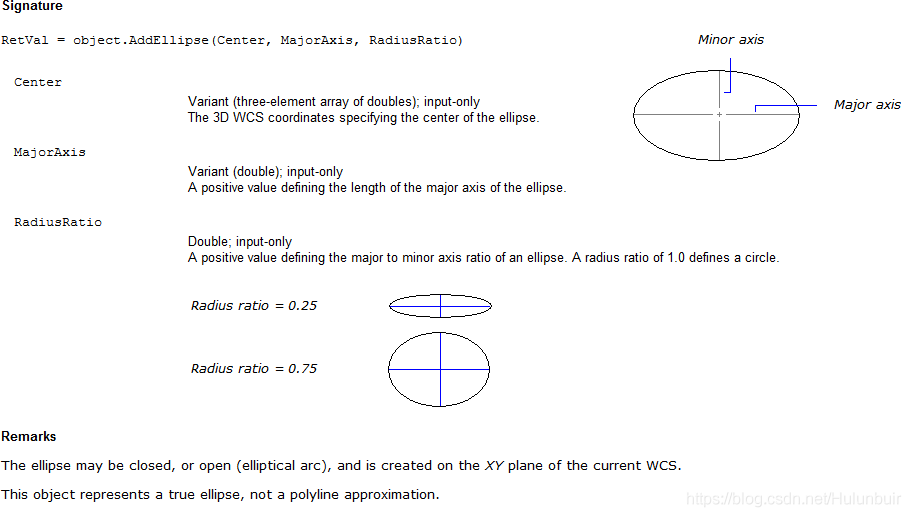 Signature
RetVal = object.AddEllipse(Center, MajorAxis, RadiusRatio)
Minor axis
Major axis
Center
Variant (three-element array of doubles); input-only
The 3D WCS coordinates specifying the center of the ellipse.
MajorAxis
Variant (double); input-only
A positive value defining the length of the major axis of the ellipse.
RadiusRatio
Double; input-only
A positive value defining the major to minor axis ratio of an ellipse. A radius ratio of 1.0 defines a circle.
Radius ratio = 0.25
Radius ratio = 0.75
Remarks
The ellipse may be closed, or open (elliptical arc), and is created on the XY plane of the current WCS.
This object represents a true ellipse, not a polyline approximation.
https://blog.csdn.net/Hulunbuir